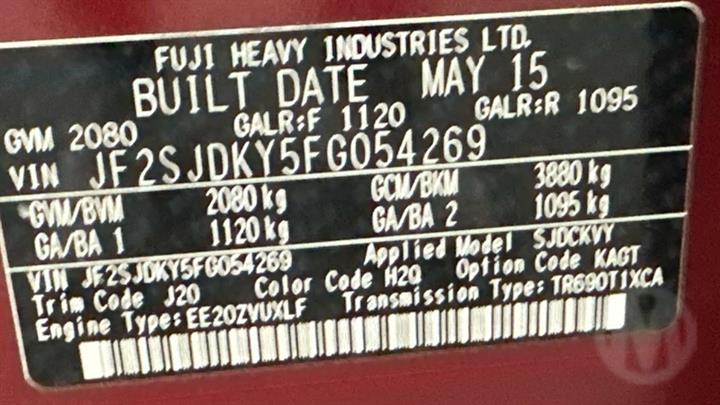 FUJI HEAVY INDUSTRIES LTD.
BUILT DATE MAY 15
GVM 2080 GALR:F 1120 GALR:R 1095
VIN JF2SJDKY5FG054269
GVM/BVM 2080 kg GCM/BKM 3880 kg
GA/BA 1 1120 kg GA/BA 2 1095 kg
VIN JF2SJDKY5FG054269 Applied Model SJDCKVY
Trim Code J20 Color Code H2Q Option Code KAGT
Engine Type: EE20ZVUXLF Transmission Type: TR690T1XCA